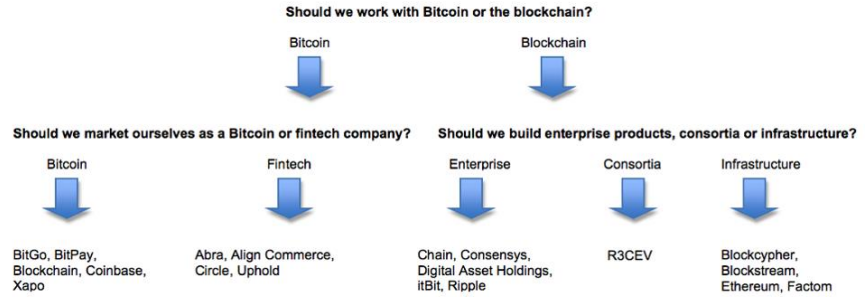 Should we work with Bitcoin or the blockchain?
Bitcoin
Blockchain
Should we market ourselves as a Bitcoin or fintech company?
Should we build enterprise products, consortia or infrastructure?
Bitcoin
Fintech
Enterprise
Consortia
Infrastructure
BitGo, BitPay,
Blockchain, Coinbase,
Xapo
Abra, Align Commerce,
Circle, Uphold
Chain, Consensys,
Digital Asset Holdings,
itBit, Ripple
R3CEV
Blockcypher,
Blockstream,
Ethereum, Factom